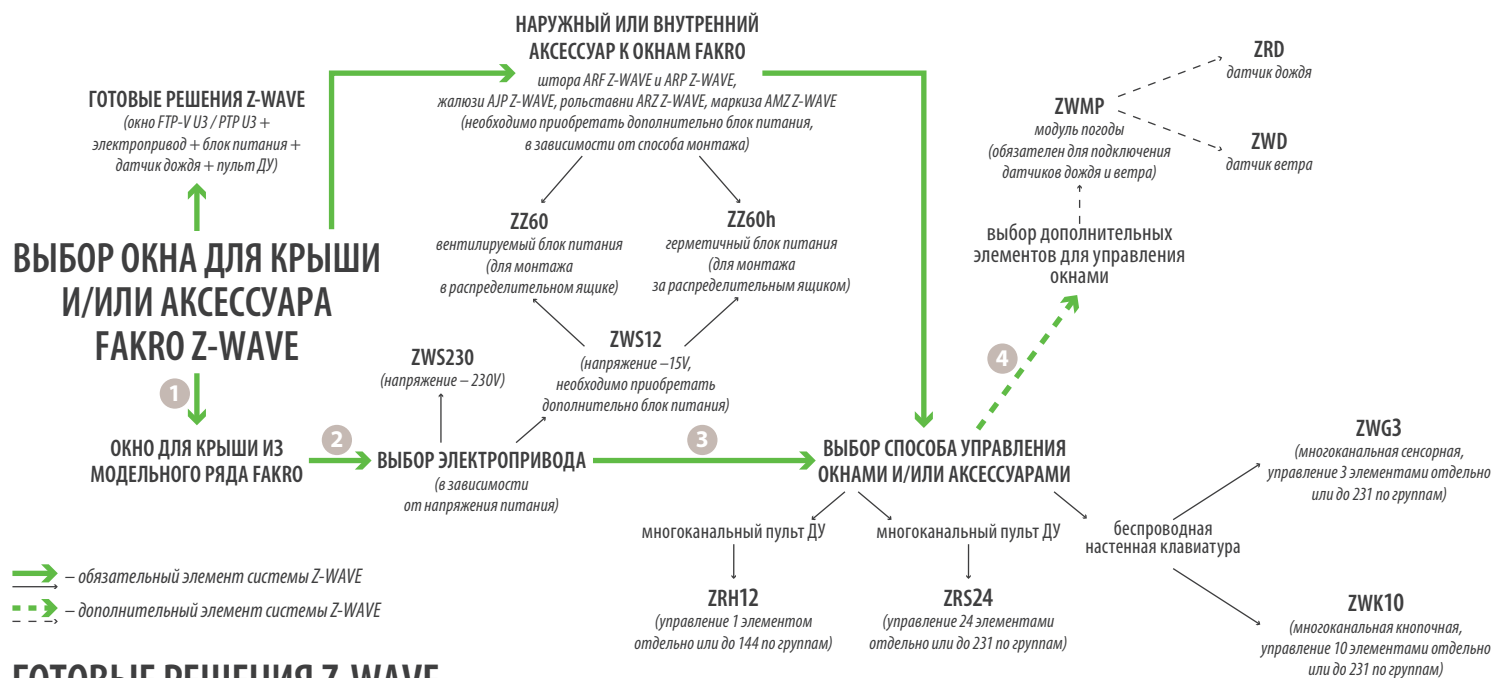 НАРУЖНЫЙ ИЛИ ВНУТРЕННИЙ
АКСЕССУАР К ОКНАМ FAKRO
штора ARF Z-WAVE и ARP Z-WAVE,
жалюзи AJP Z-WAVE, рольставни ARZ Z-WAVE, маркиза AMZ Z-WAVE
(необходимо приобретать дополнительно блок питания,
в зависимости от способа монтажа)
ГОТОВЫЕ РЕШЕНИЯ Z-WAVE
(окно FTP-V U3 / PTP U3 +
электропривод + блок питания +
датчик дождя + пульт ДУ)
ZRD
датчик дождя
ZWMP
модуль погоды
(обязателен для подключения
датчиков дождя и ветра)
ZWD
датчик ветра
ВЫБОР ОКНА ДЛЯ КРЫШИ
И/ИЛИ АКСЕССУАРА
FAKRO Z-WAVE
ZZ60
вентилируемый блок питания
(для монтажа
в распределительном ящике)
ZZ60h
герметичный блок питания
(для монтажа
за распределительным ящиком)
выбор дополнительных
элементов для управления
окнами
ZWS230
(напряжение – 230V)
ZWS12
(напряжение –15V,
необходимо приобретать
дополнительно блок питания)
4
1
ОКНО ДЛЯ КРЫШИ ИЗ
МОДЕЛЬНОГО РЯДА FAKRO
2
ВЫБОР ЭЛЕКТРОПРИВОДА
(в зависимости
от напряжения питания)
3
ВЫБОР СПОСОБА УПРАВЛЕНИЯ
ОКНАМИ И/ИЛИ АКСЕССУАРАМИ
ZWG3
(многоканальная сенсорная,
управление 3 элементами отдельно
или до 231 по группам)
многоканальный пульт ДУ
многоканальный пульт ДУ
беспроводная
настенная клавиатура
– обязательный элемент системы Z-WAVE
– дополнительный элемент системы Z-WAVE
ZRH12
(управление 1 элементом
отдельно или до 144 по группам)
ZRS24
(управление 24 элементами
отдельно или до 231 по группам)
ZWK10
(многоканальная кнопочная,
управление 10 элементами отдельно
или до 231 по группам)
ГОТОВЫЕ РЕШЕНИЯ Z-WAVE